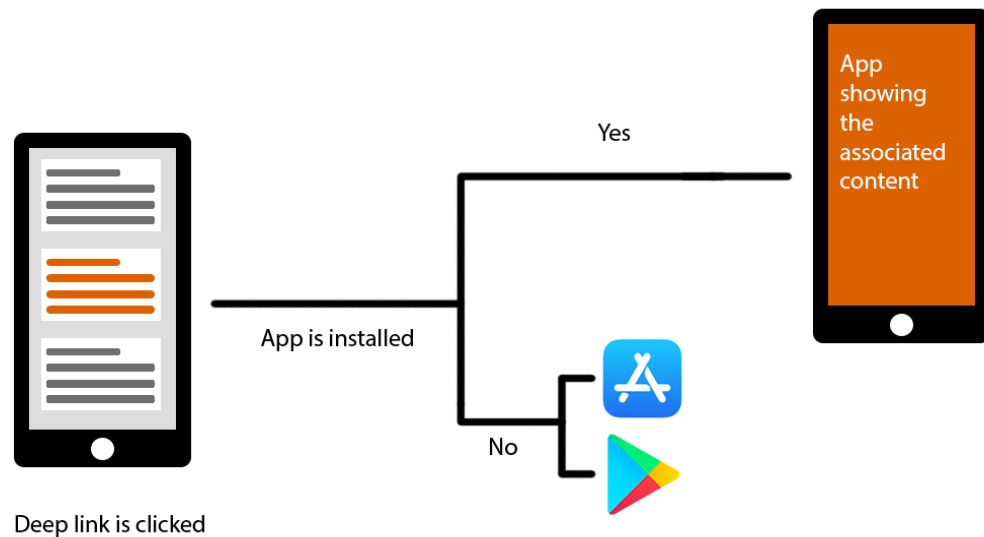 Deep link is clicked
App is installed
Yes
No
App
showing
the
associated
content